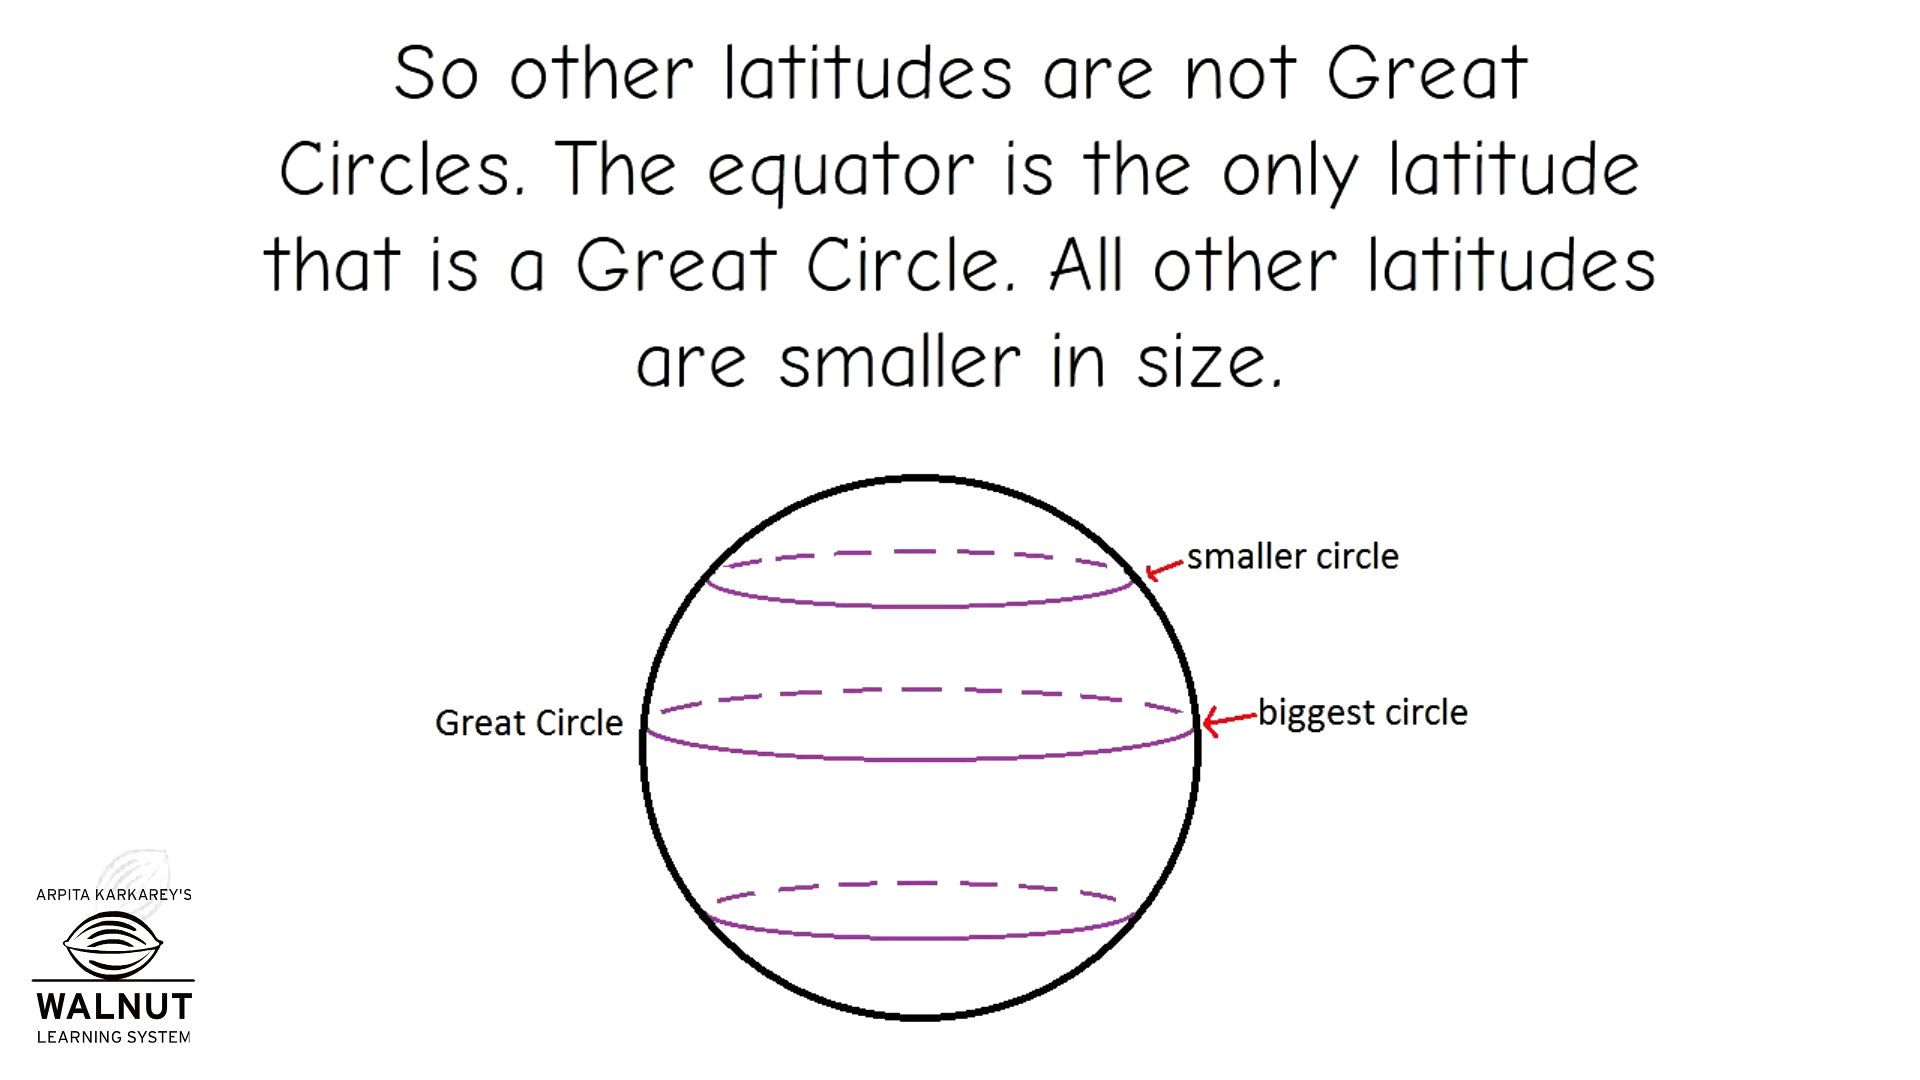 So other latitudes are not Great
Circles. The equator is the only latitude
that is a Great Circle. All other latitudes
are smaller in size.
smaller circle
Great Circle
biggest circle
ARPITA KARKAREY'S
WALNUT
LEARNING SYSTEM